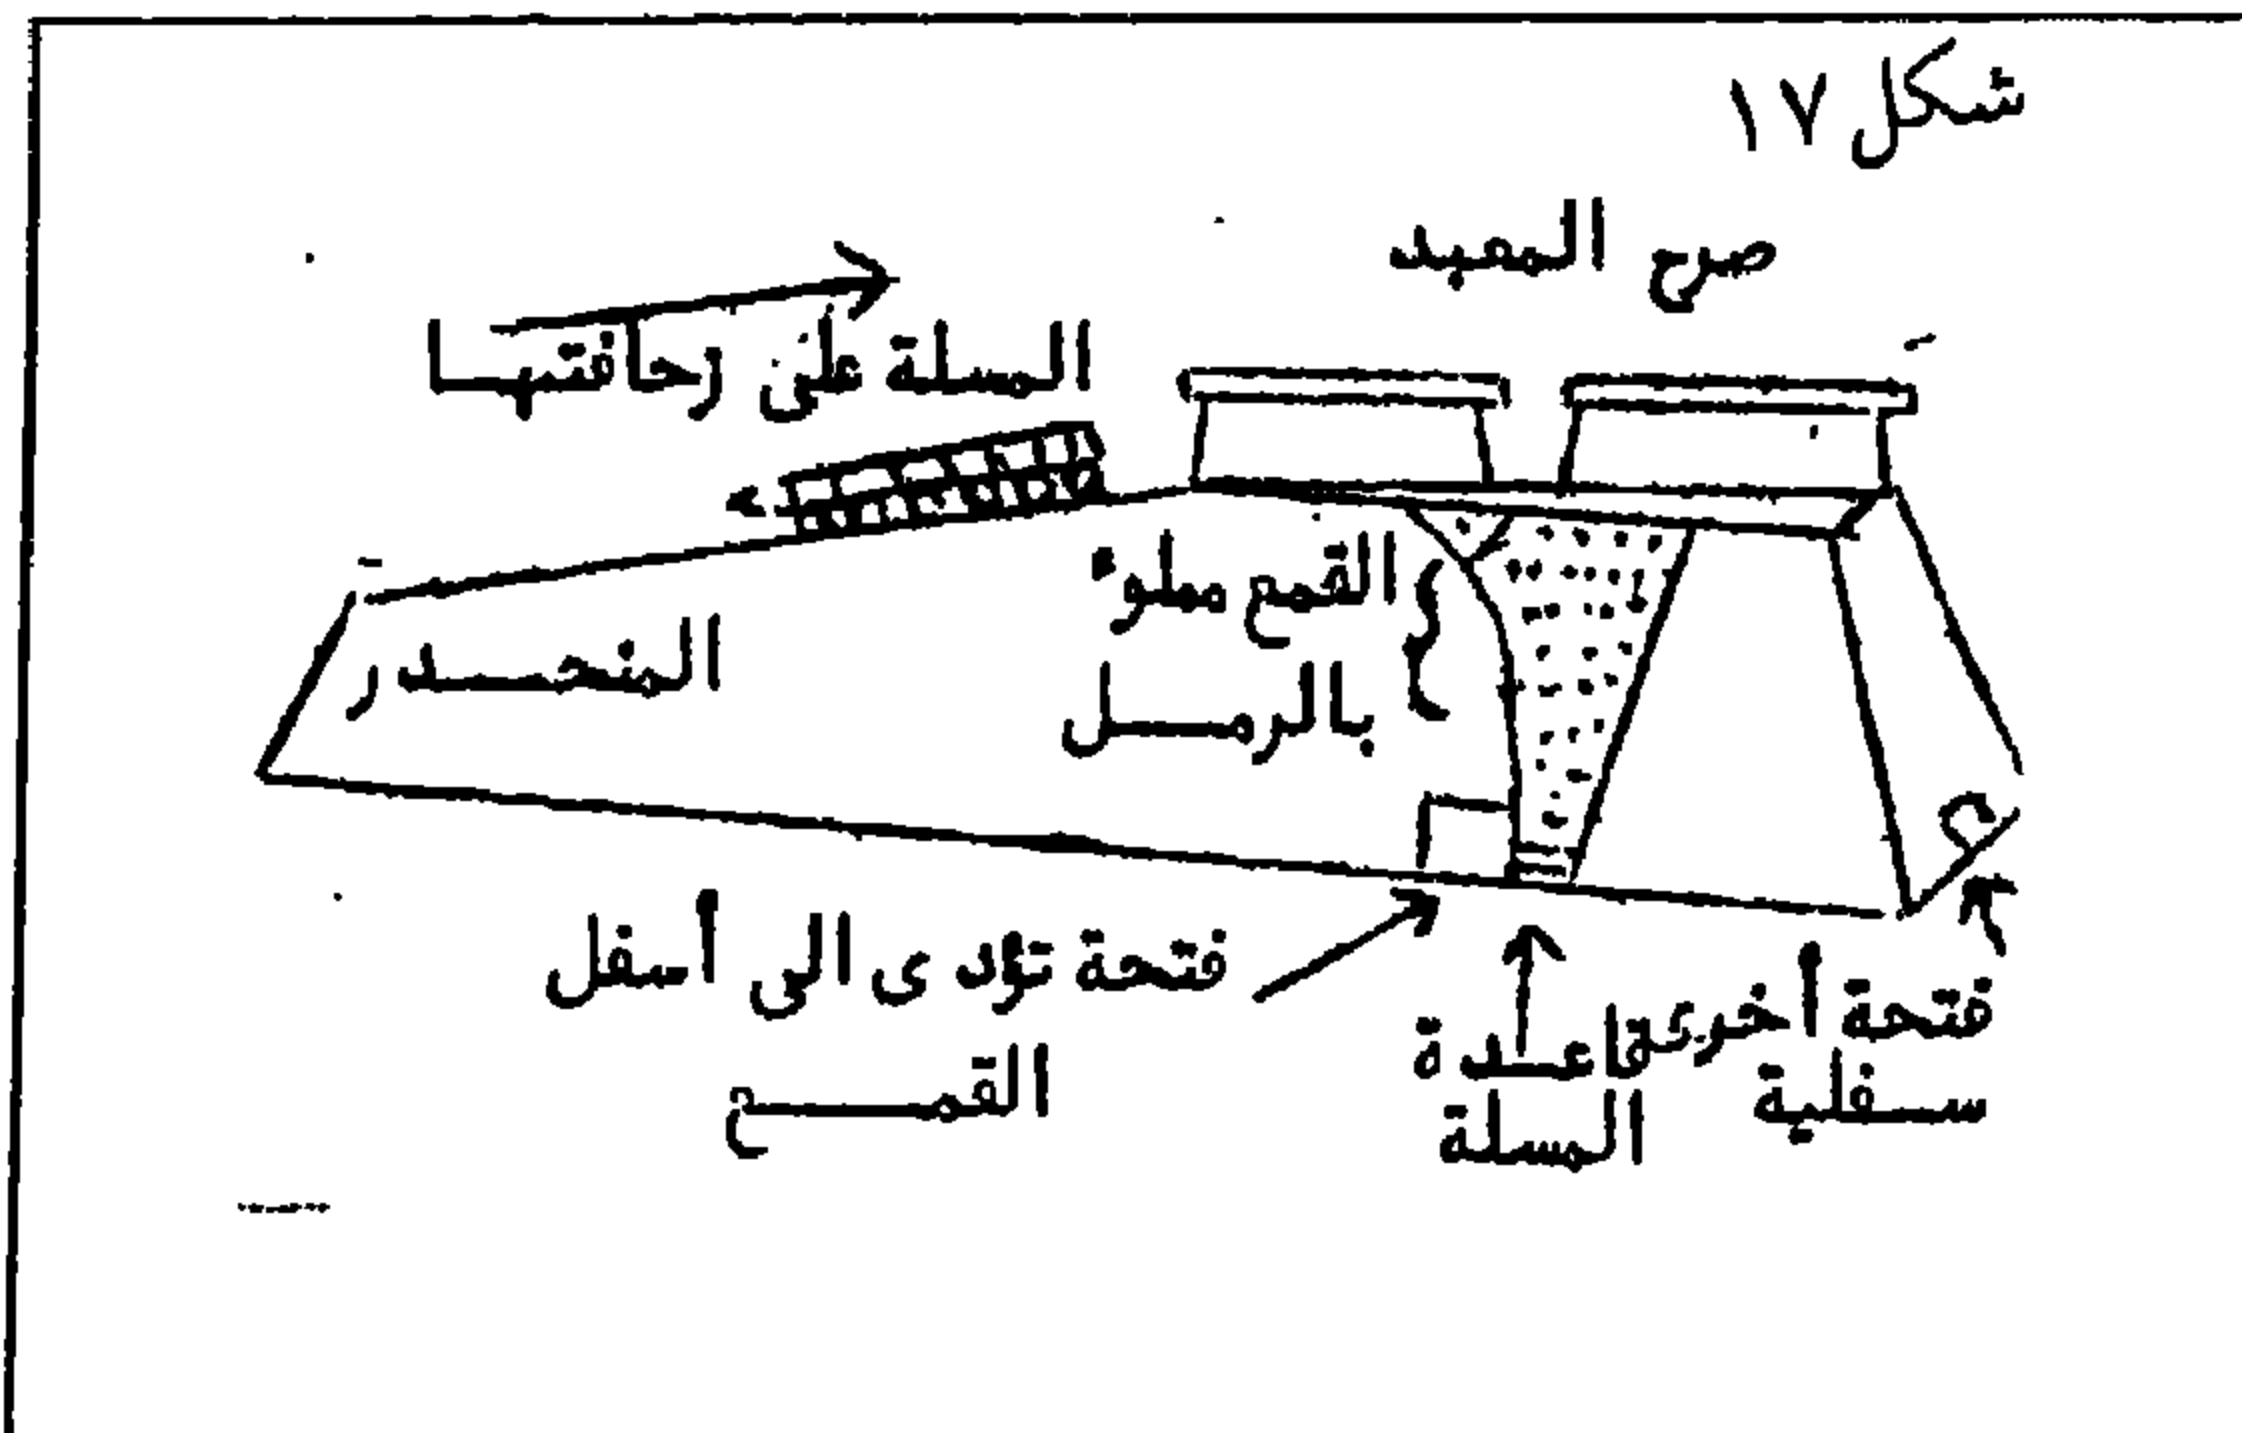 شكل ١٧
صرح المعبد
المسلة على زحافتها
القمع ملوء
بالرمل
المنحدر
فتحة تؤدى الى أسفل
القمع
قاعدة
المسلة
فتحة أخرى
سفلية